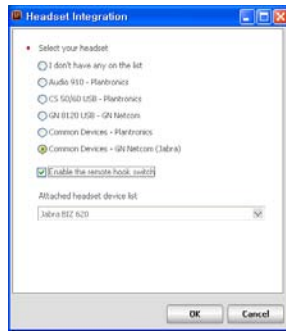 Headset Integration
Select your headset
I don't have any on the list
Audio 910 - Plantronics
CS 50/60 USB - Plantronics
GN 8120 USB - GN Netcom
Common Devices - Plantronics
Common Devices - GN Netcom (Jabra)
Enable the remote hook switch
Attached headset device list
Jabra BIZ 620
OK Cancel